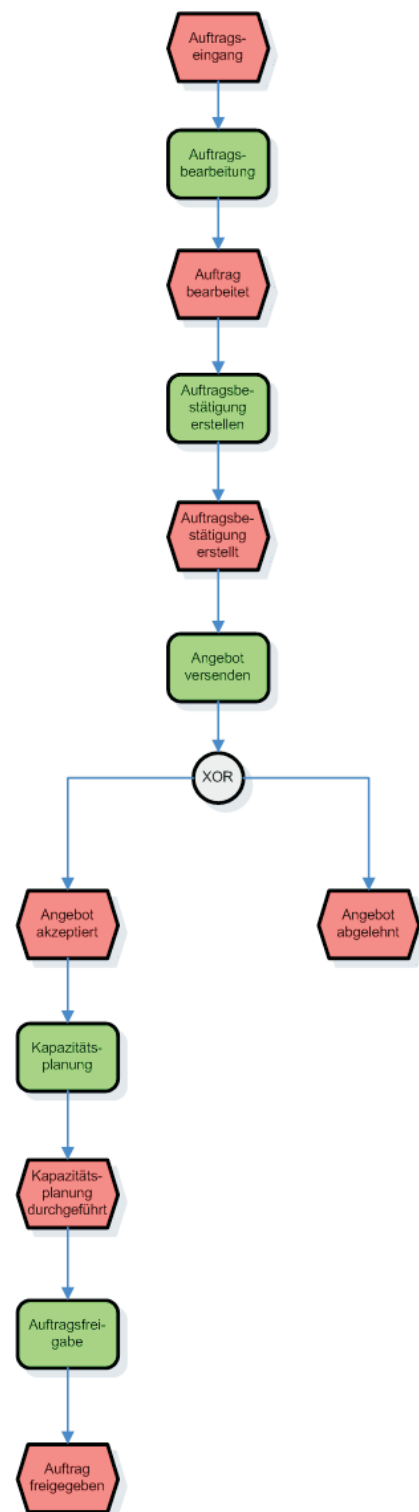 Auftrags-
eingang
Auftrags-
bearbeitung
Auftrag
bearbeitet
Auftragsbe-
stätigung
erstellen
Auftragsbe-
stätigung
erstellt
Angebot
versenden
XOR
Angebot
akzeptiert
Angebot
abgelehnt
Kapazitäts-
planung
Kapazitäts-
planung
durchgeführt
Auftragsfrei-
gabe
Auftrag
freigegeben